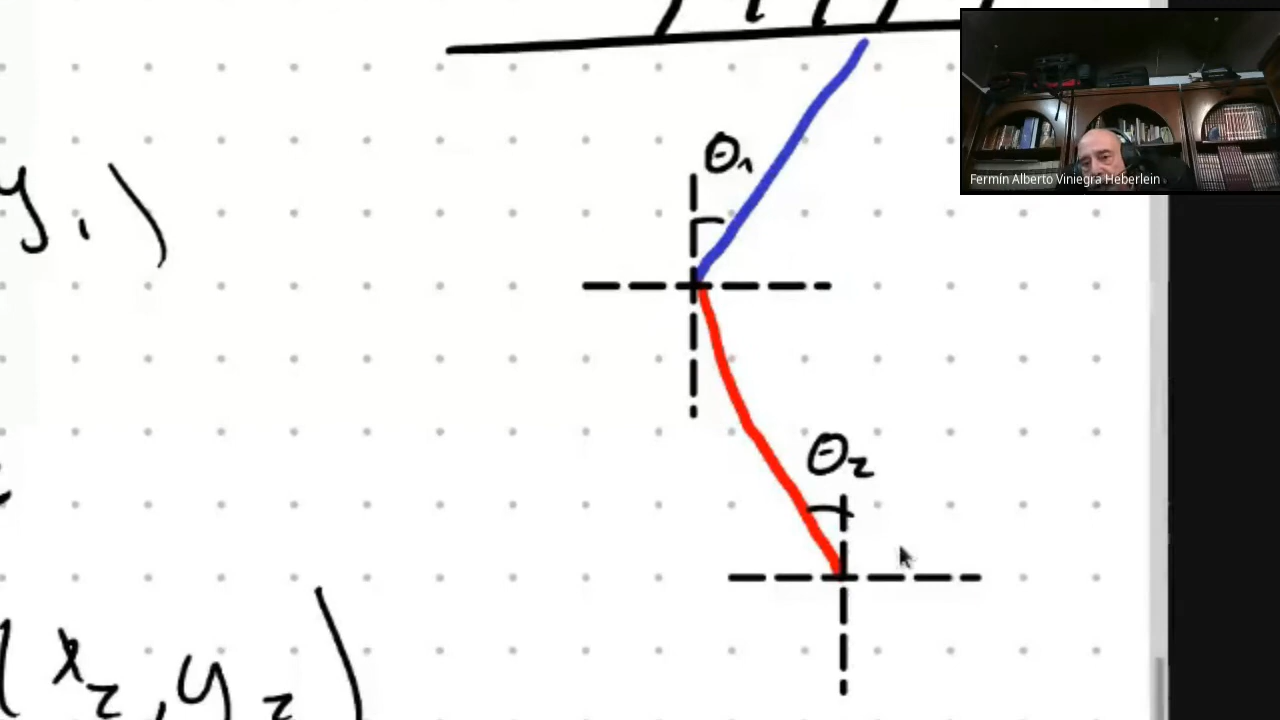 θ₁
Fermín Alberto Viniegra Heberlein
y₁)
θ₂
(x₂, y₂)